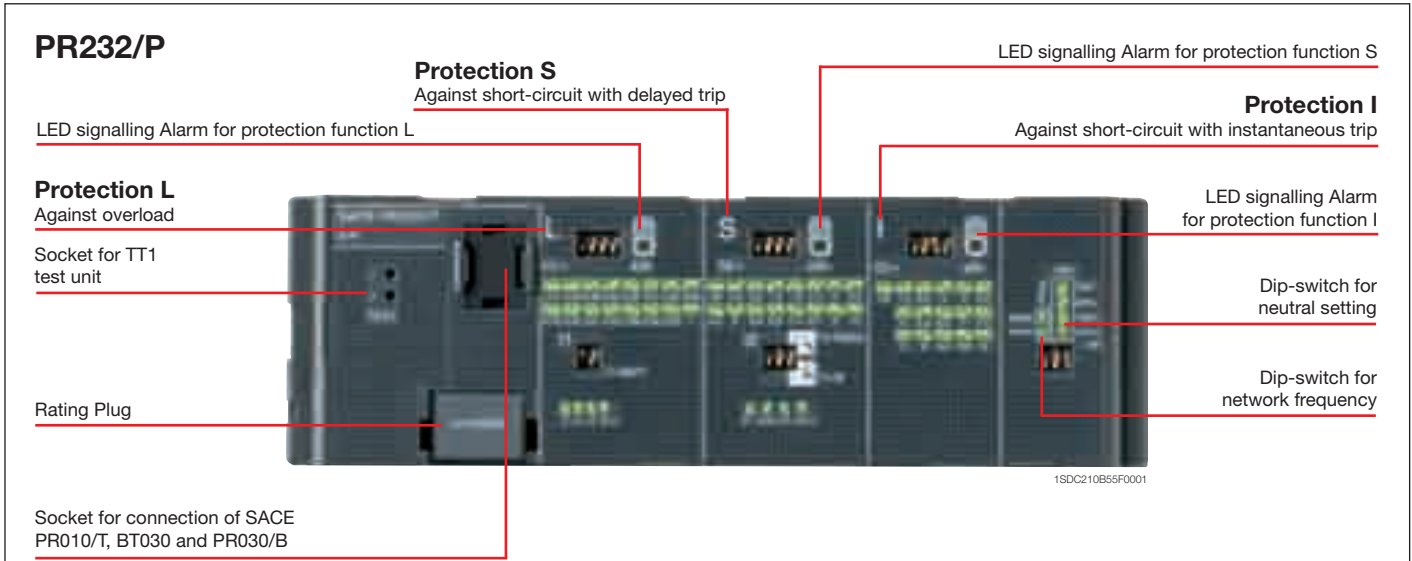 PR232/P
LED signalling Alarm for protection function S
Protection S
Against short-circuit with delayed trip
Protection I
Against short-circuit with instantaneous trip
LED signalling Alarm for protection function L
Protection L
Against overload
LED signalling Alarm
for protection function I
Socket for TT1
test unit
L
S
I
Dip-switch for
neutral setting
Dip-switch for
network frequency
Rating Plug
1SDC210B55F0001
Socket for connection of SACE
PR010/T, BT030 and PR030/B